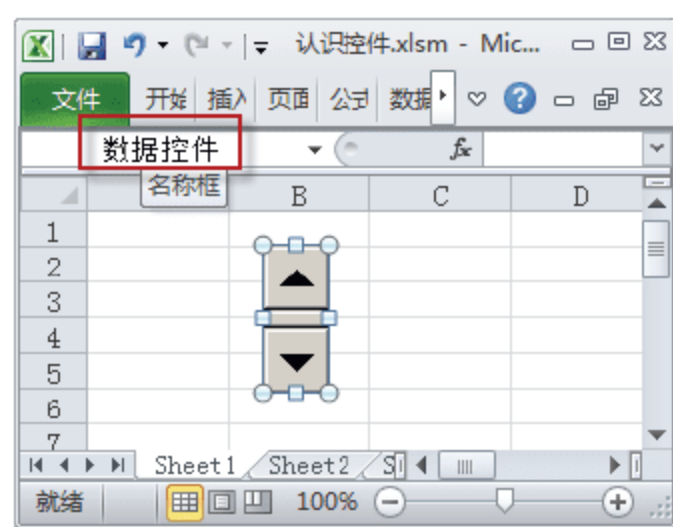 认识控件.xlsm - Mic...
文件 开始 插入 页面 公式 数据
数据控件 fx
名称框
B C D
1
2
3
4
5
6
7
Sheet1 Sheet2 S
就绪 100%